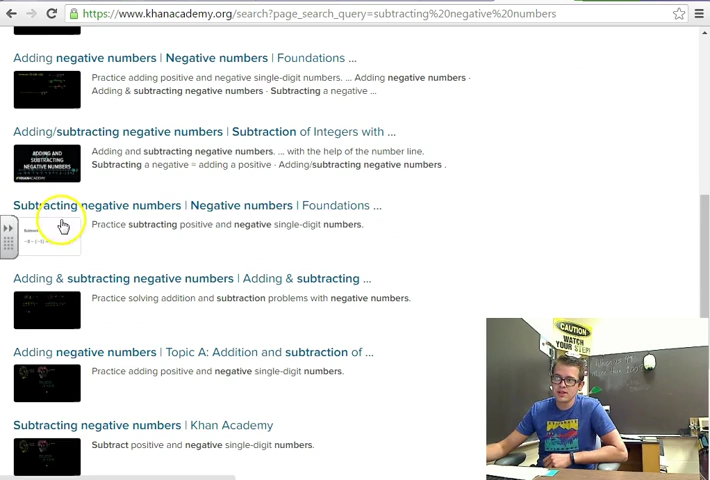 https://www.khanacademy.org/search?page_search_query=subtracting%20negative%20numbers
Adding negative numbers | Negative numbers | Foundations ...
Practice adding positive and negative single-digit numbers. ... Adding negative numbers ·
Adding & subtracting negative numbers · Subtracting a negative ...
Adding/subtracting negative numbers | Subtraction of Integers with ...
ADDING AND
SUBTRACTING
NEGATIVE NUMBERS
Adding and subtracting negative numbers. ... with the help of the number line.
Subtracting a negative = adding a positive · Adding/subtracting negative numbers .
Subtracting negative numbers | Negative numbers | Foundations ...
Practice subtracting positive and negative single-digit numbers.
Adding & subtracting negative numbers | Adding & subtracting ...
Practice solving addition and subtraction problems with negative numbers.
Adding negative numbers | Topic A: Addition and subtraction of ...
Practice adding positive and negative single-digit numbers.
Subtracting negative numbers | Khan Academy
Subtract positive and negative single-digit numbers.
CAUTION
WATCH
YOUR STEP!